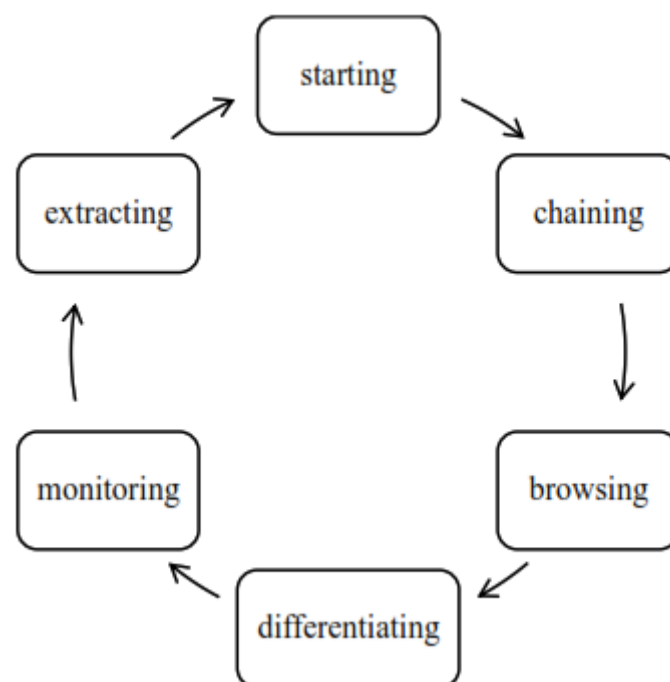 starting
chaining
browsing
differentiating
monitoring
extracting